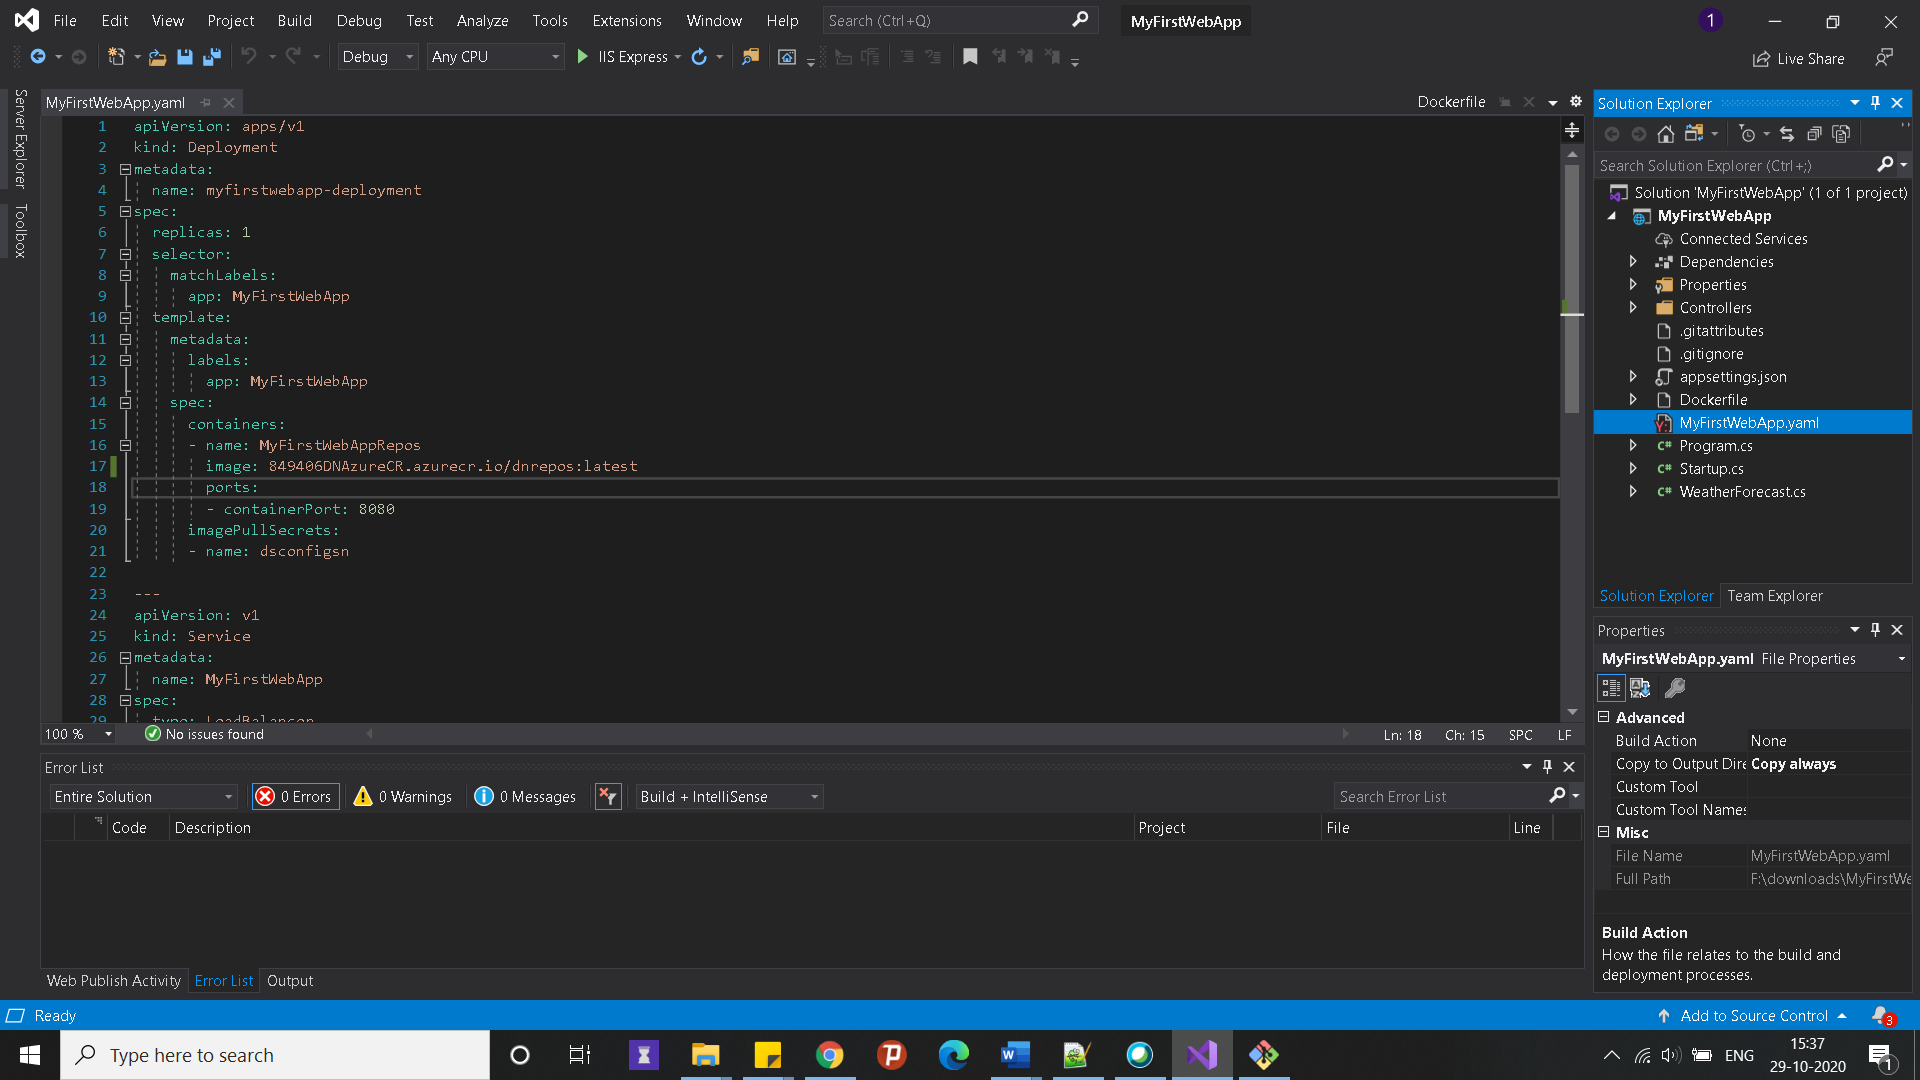 File Edit View Project Build Debug Test Analyze Tools Extensions Window Help Search (Ctrl+Q) MyFirstWebApp 1
Debug Any CPU IIS Express Live Share
Server Explorer
Toolbox
MyFirstWebApp.yaml Dockerfile
1 apiVersion: apps/v1
2 kind: Deployment
3 metadata:
4 name: myfirstwebapp-deployment
5 spec:
6 replicas: 1
7 selector:
8 matchLabels:
9 app: MyFirstWebApp
10 template:
11 metadata:
12 labels:
13 app: MyFirstWebApp
14 spec:
15 containers:
16 - name: MyFirstWebAppRepos
17 image: 849406DNAzureCR.azurecr.io/dnrepos:latest
18 ports:
19 - containerPort: 8080
20 imagePullSecrets:
21 - name: dsconfigsn
22
23 ---
24 apiVersion: v1
25 kind: Service
26 metadata:
27 name: MyFirstWebApp
28 spec:
29 type: LoadBalancer
100 % No issues found Ln: 18 Ch: 15 SPC LF
Error List
Entire Solution 0 Errors 0 Warnings 0 Messages Build + IntelliSense Search Error List
Code Description Project File Line
Web Publish Activity Error List Output
Solution Explorer
Search Solution Explorer (Ctrl+;)
Solution 'MyFirstWebApp' (1 of 1 project)
MyFirstWebApp
Connected Services
Dependencies
Properties
Controllers
.gitattributes
.gitignore
appsettings.json
Dockerfile
MyFirstWebApp.yaml
C# Program.cs
C# Startup.cs
C# WeatherForecast.cs
Solution Explorer Team Explorer
Properties
MyFirstWebApp.yaml File Properties
Advanced
Build Action None
Copy to Output Dire Copy always
Custom Tool
Custom Tool Names
Misc
File Name MyFirstWebApp.yaml
Full Path F:\downloads\MyFirstWe
Build Action
How the file relates to the build and
deployment processes.
Ready Add to Source Control 3
Type here to search ENG 15:37
29-10-2020 1